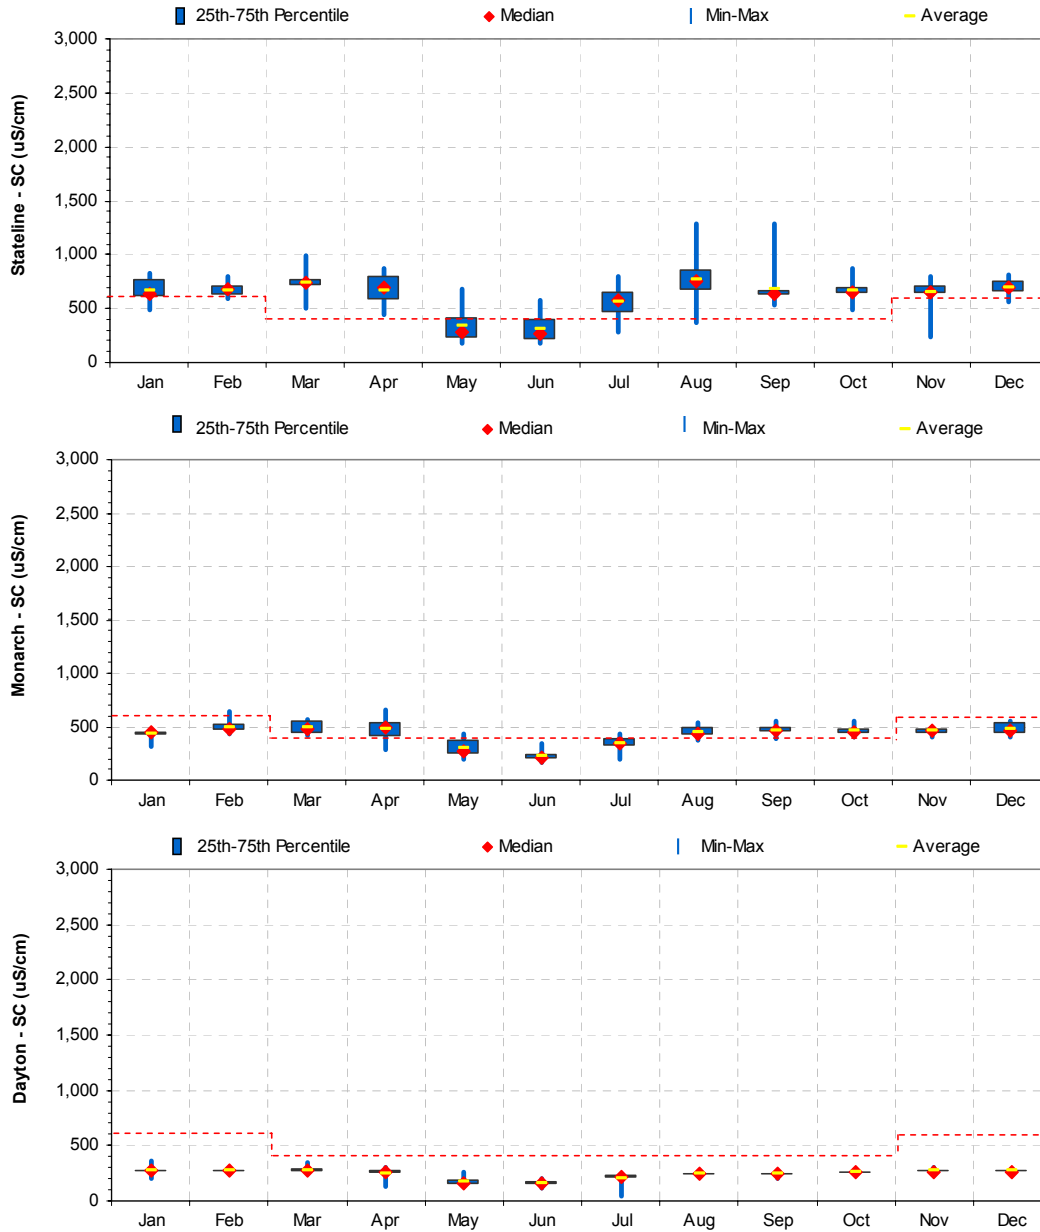 25th-75th Percentile Median Min-Max Average
3,000
2,500
2,000
1,500
1,000
500
0
Stateline - SC (uS/cm)
Jan Feb Mar Apr May Jun Jul Aug Sep Oct Nov Dec
25th-75th Percentile Median Min-Max Average
3,000
2,500
2,000
1,500
1,000
500
0
Monarch - SC (uS/cm)
Jan Feb Mar Apr May Jun Jul Aug Sep Oct Nov Dec
25th-75th Percentile Median Min-Max Average
3,000
2,500
2,000
1,500
1,000
500
0
Dayton - SC (uS/cm)
Jan Feb Mar Apr May Jun Jul Aug Sep Oct Nov Dec